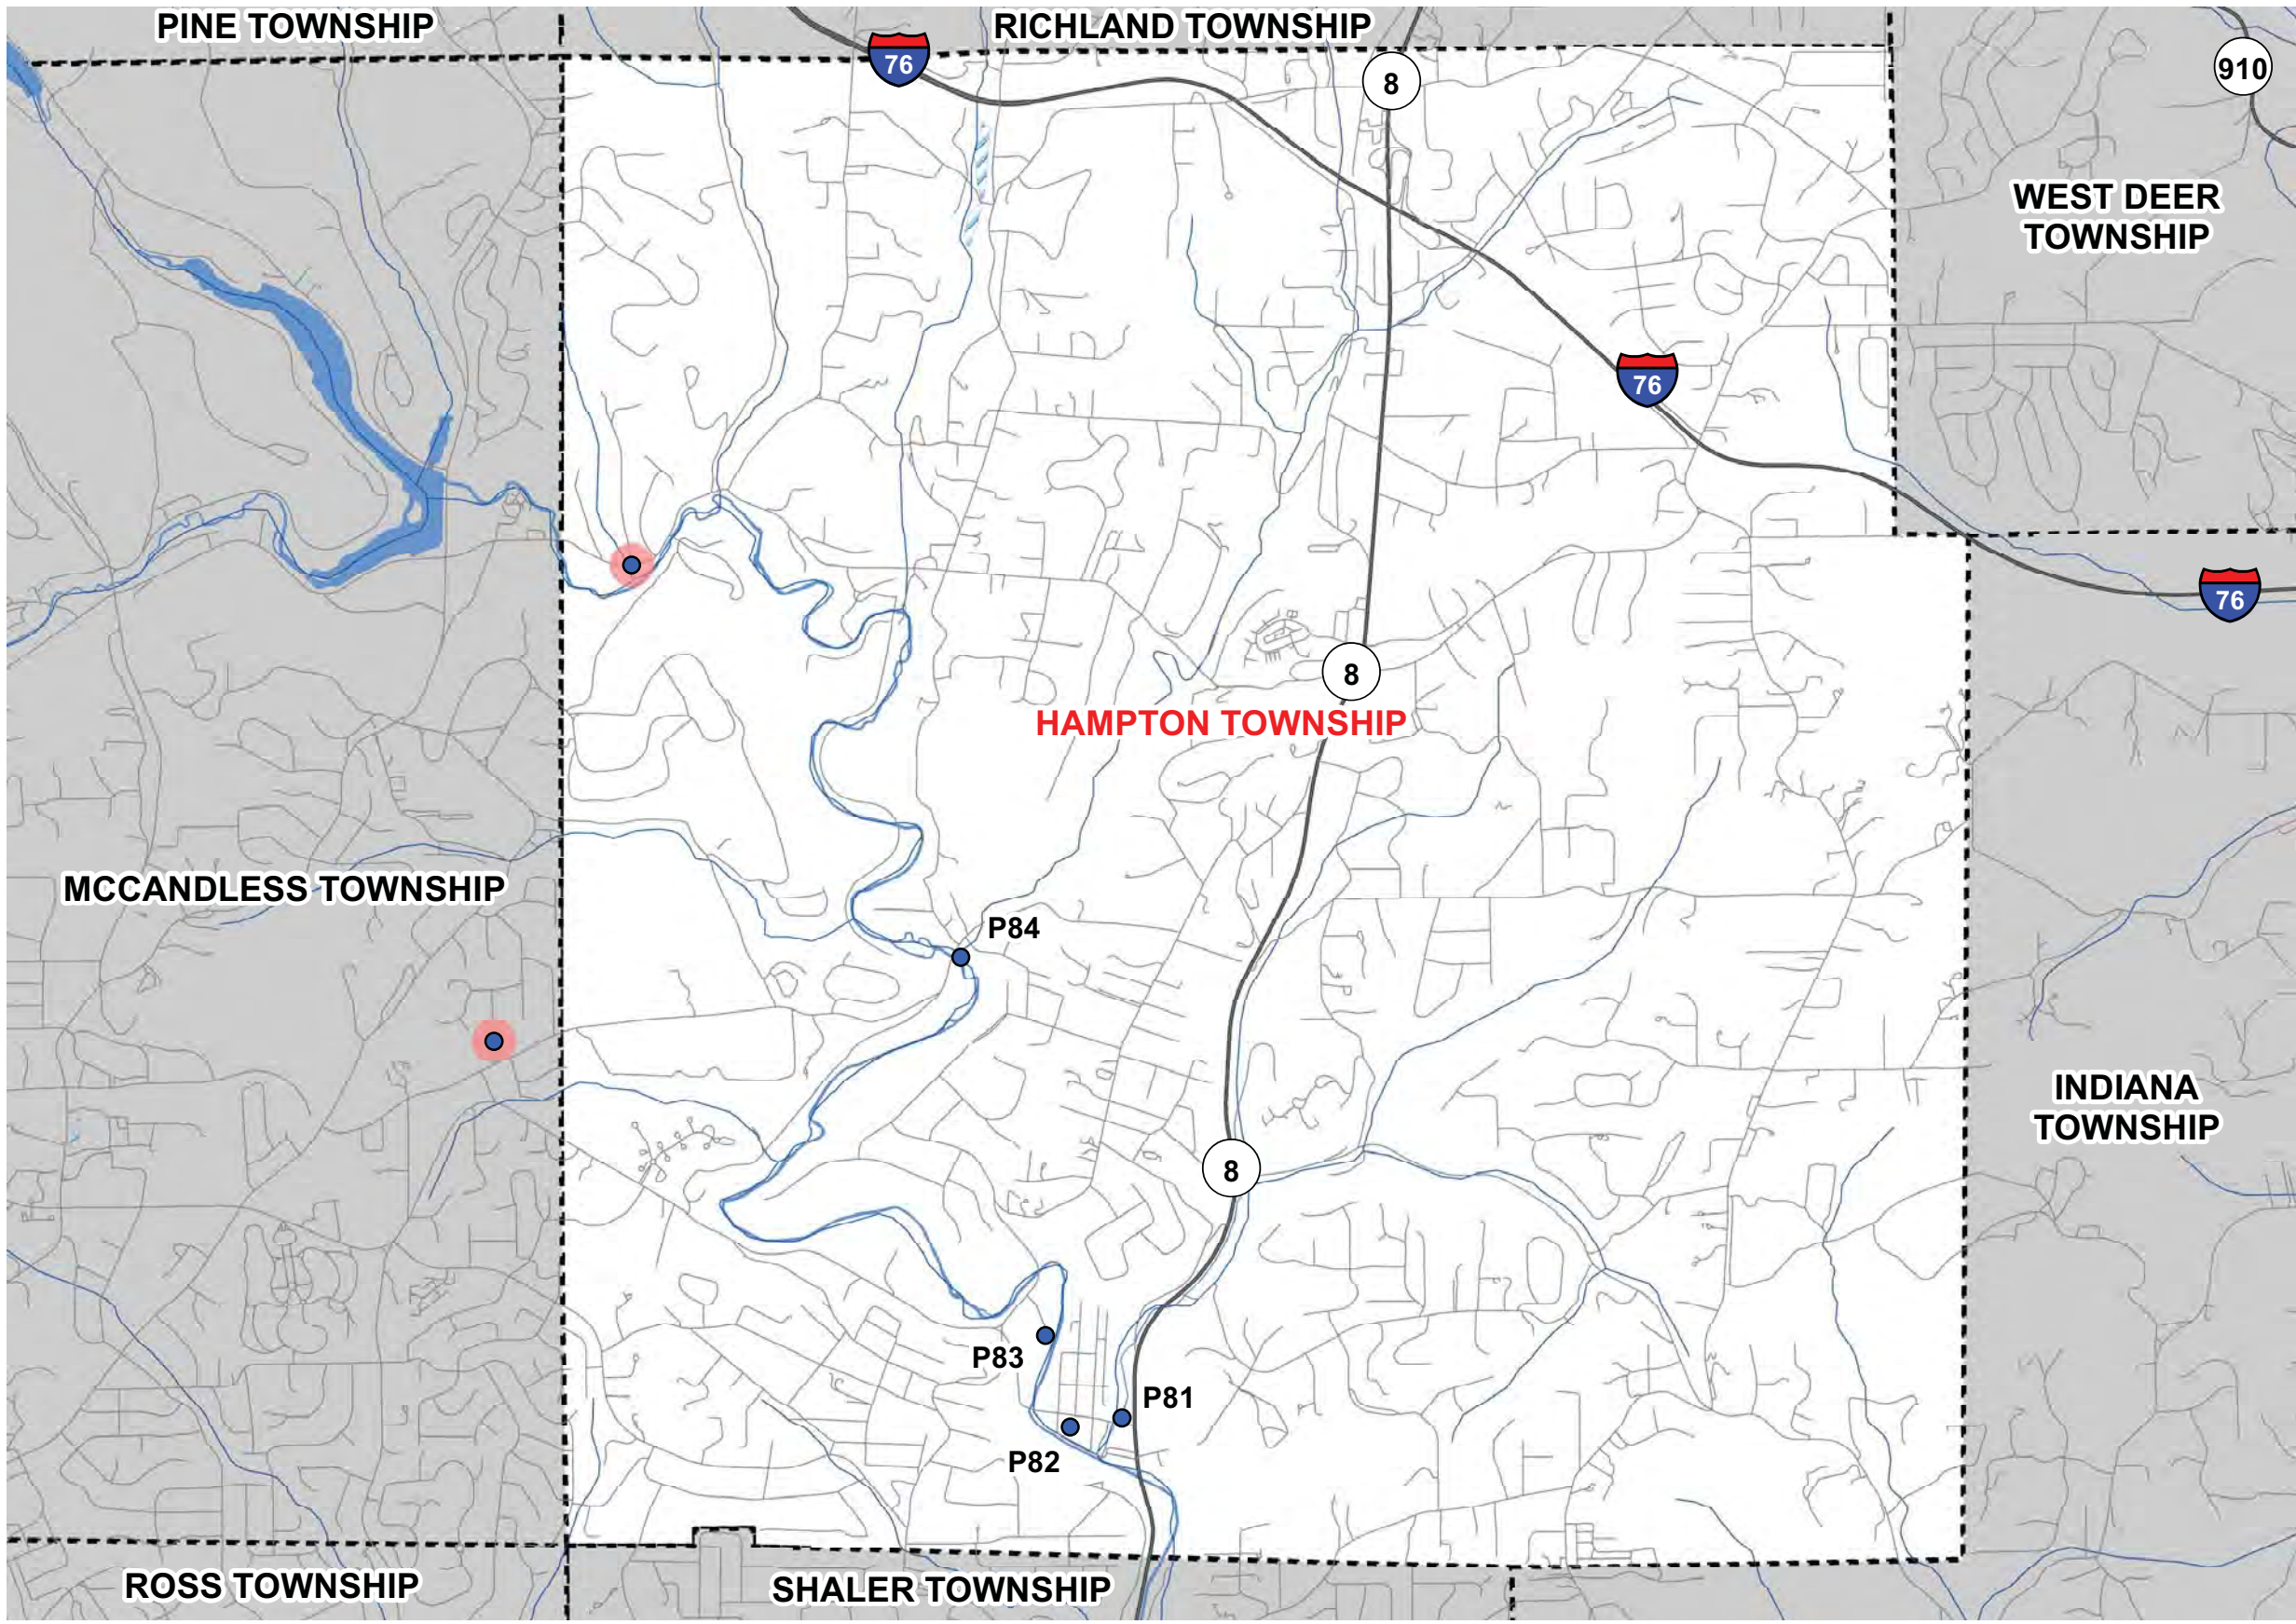 PINE TOWNSHIP
RICHLAND TOWNSHIP
76
8
910
WEST DEER
TOWNSHIP
76
76
8
HAMPTON TOWNSHIP
MCCANDLESS TOWNSHIP
P84
INDIANA
TOWNSHIP
8
P83
P81
P82
ROSS TOWNSHIP
SHALER TOWNSHIP